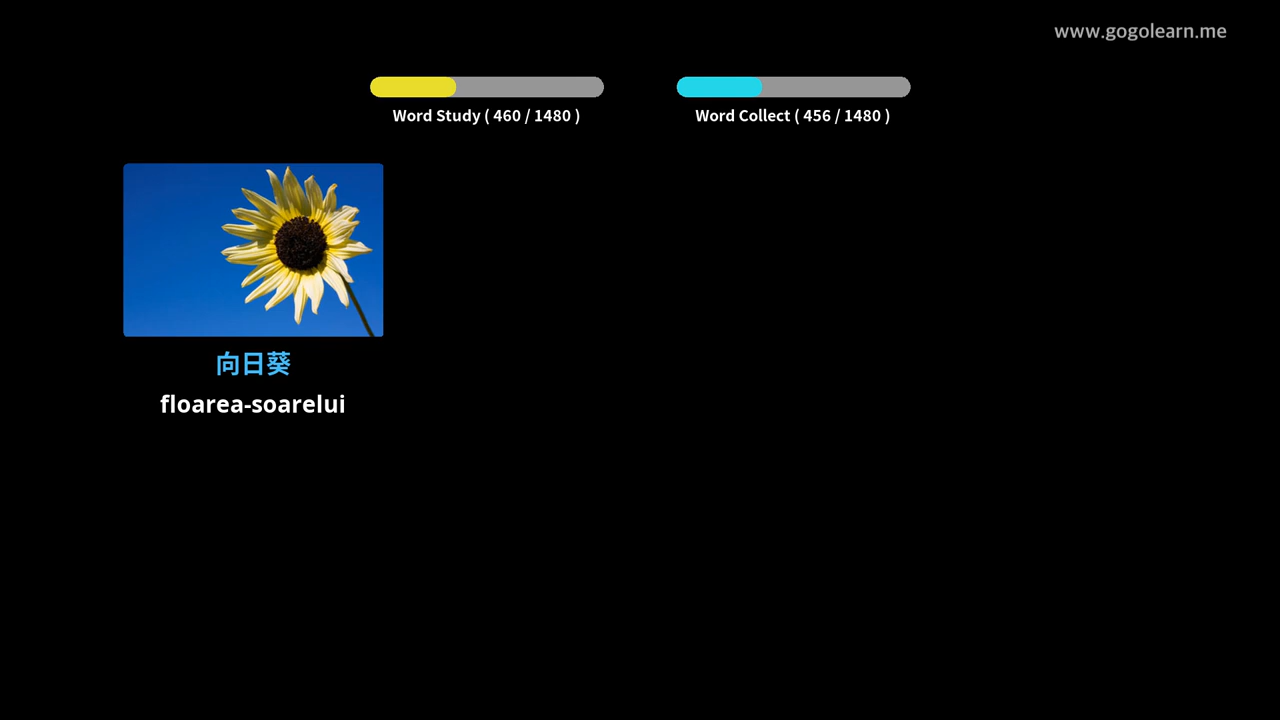 www.gogolearn.me
Word Study ( 460 / 1480 )
Word Collect ( 456 / 1480 )
向日葵
floarea-soarelui